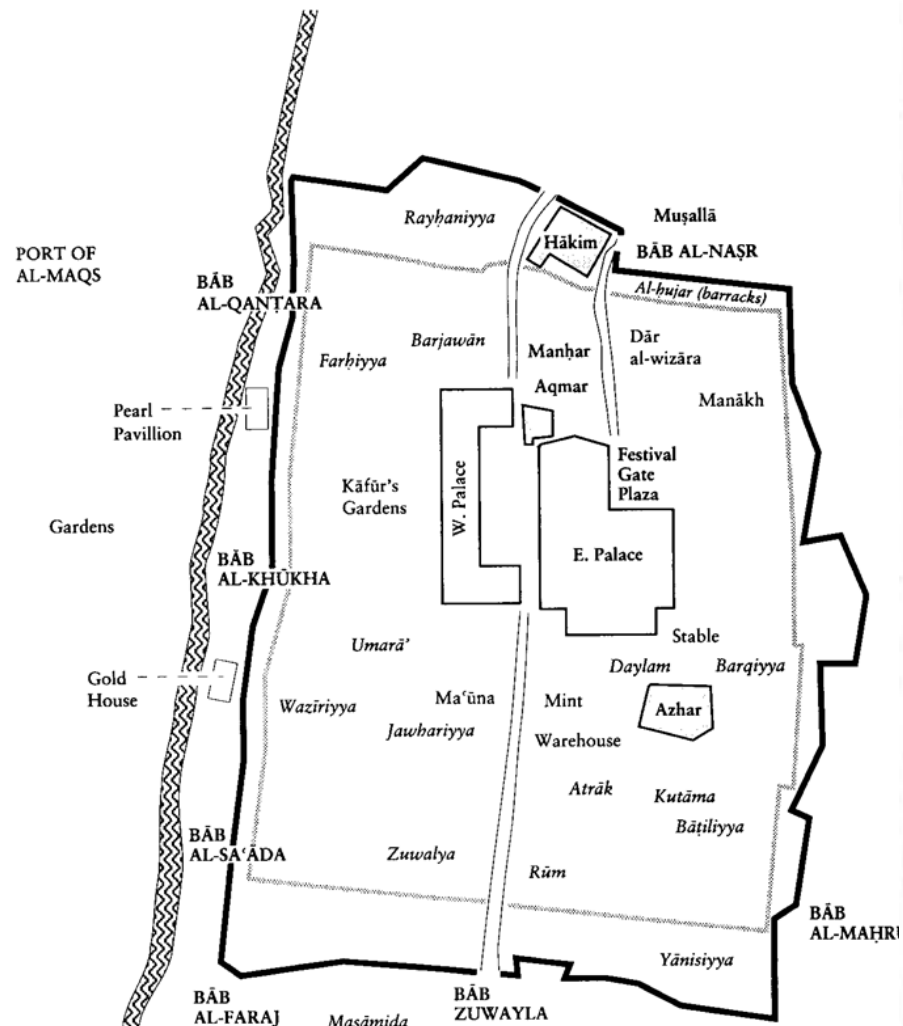 Rayḥaniyya
Muṣallā
Hākim
PORT OF
AL-MAQS
BĀB AL-NAṢR
BĀB
AL-QANṬARA
Al-ḥujar (barracks)
Barjawān
Farḥiyya
Manḥar
Dār
al-wizāra
Aqmar
Manākh
Pearl
Pavillion
Festival
Gate
Plaza
Kāfūr's
Gardens
W. Palace
Gardens
E. Palace
BĀB
AL-KHŪKHA
Umarā’
Stable
Daylam
Barqiyya
Gold
House
Wazīriyya
Ma‘ūna
Mint
Azhar
Jawhariyya
Warehouse
Atrāk
Kutāma
Bāṭiliyya
BĀB
AL-SA‘ĀDA
Zuwalya
Rūm
BĀB
AL-MAḤRU
Yānisiyya
BĀB
AL-FARAJ
BĀB
ZUWAYLA
Maṣāmida